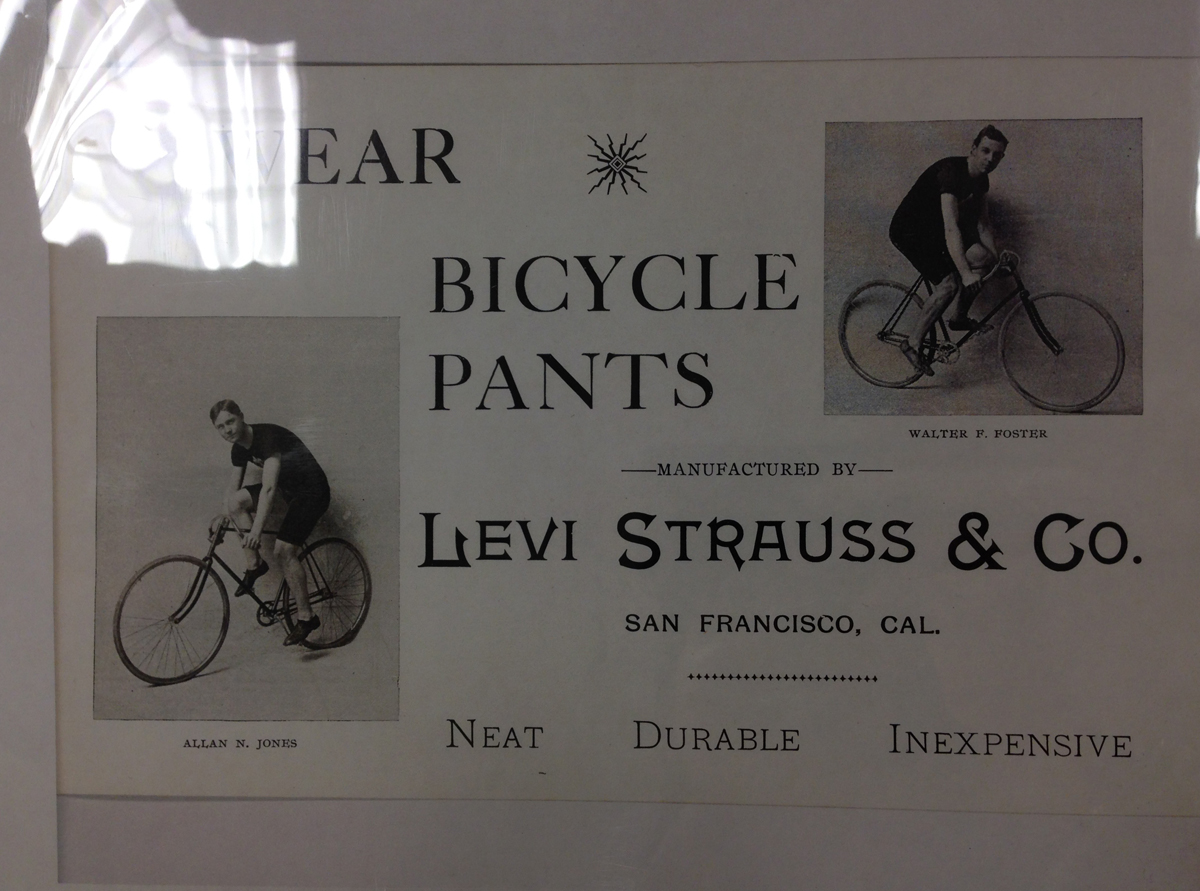 WEAR
BICYCLE
PANTS
WALTER F. FOSTER
—MANUFACTURED BY—
LEVI STRAUSS & CO.
SAN FRANCISCO, CAL.
ALLAN N. JONES
NEAT DURABLE INEXPENSIVE